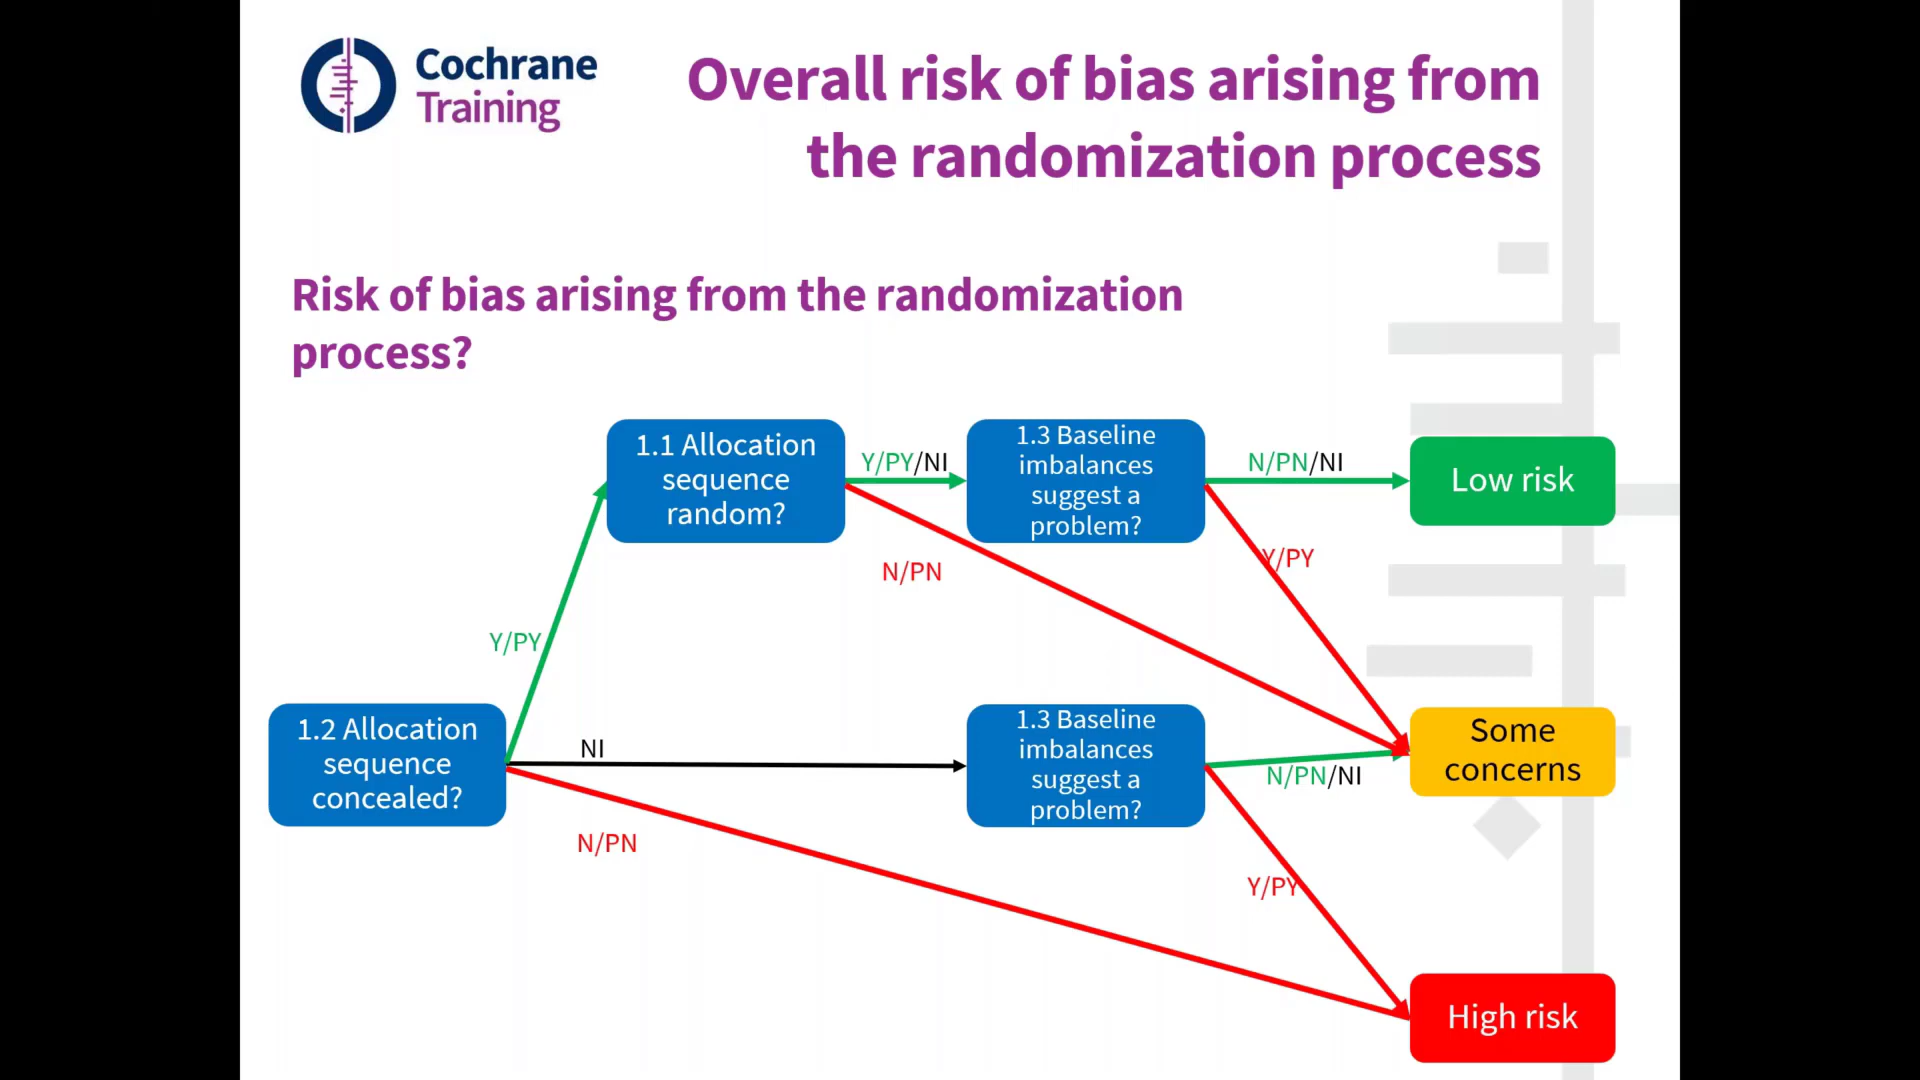 Cochrane
Training
Overall risk of bias arising from
the randomization process
Risk of bias arising from the randomization
process?
1.1 Allocation
sequence
random?
Y/PY/NI
N/PN
1.3 Baseline
imbalances
suggest a
problem?
N/PN/NI
Y/PY
Low risk
Y/PY
1.2 Allocation
sequence
concealed?
NI
N/PN
1.3 Baseline
imbalances
suggest a
problem?
N/PN/NI
Y/PY
Some
concerns
High risk